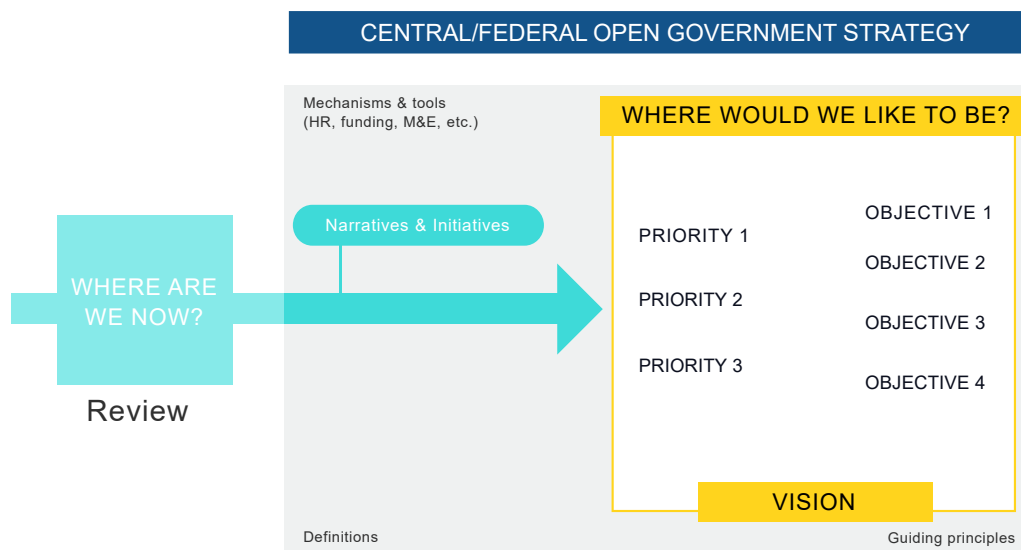 CENTRAL/FEDERAL OPEN GOVERNMENT STRATEGY
Mechanisms & tools
(HR, funding, M&E, etc.)
WHERE WOULD WE LIKE TO BE?
Narratives & Initiatives
WHERE ARE
WE NOW?
Review
PRIORITY 1
PRIORITY 2
PRIORITY 3
OBJECTIVE 1
OBJECTIVE 2
OBJECTIVE 3
OBJECTIVE 4
VISION
Definitions
Guiding principles